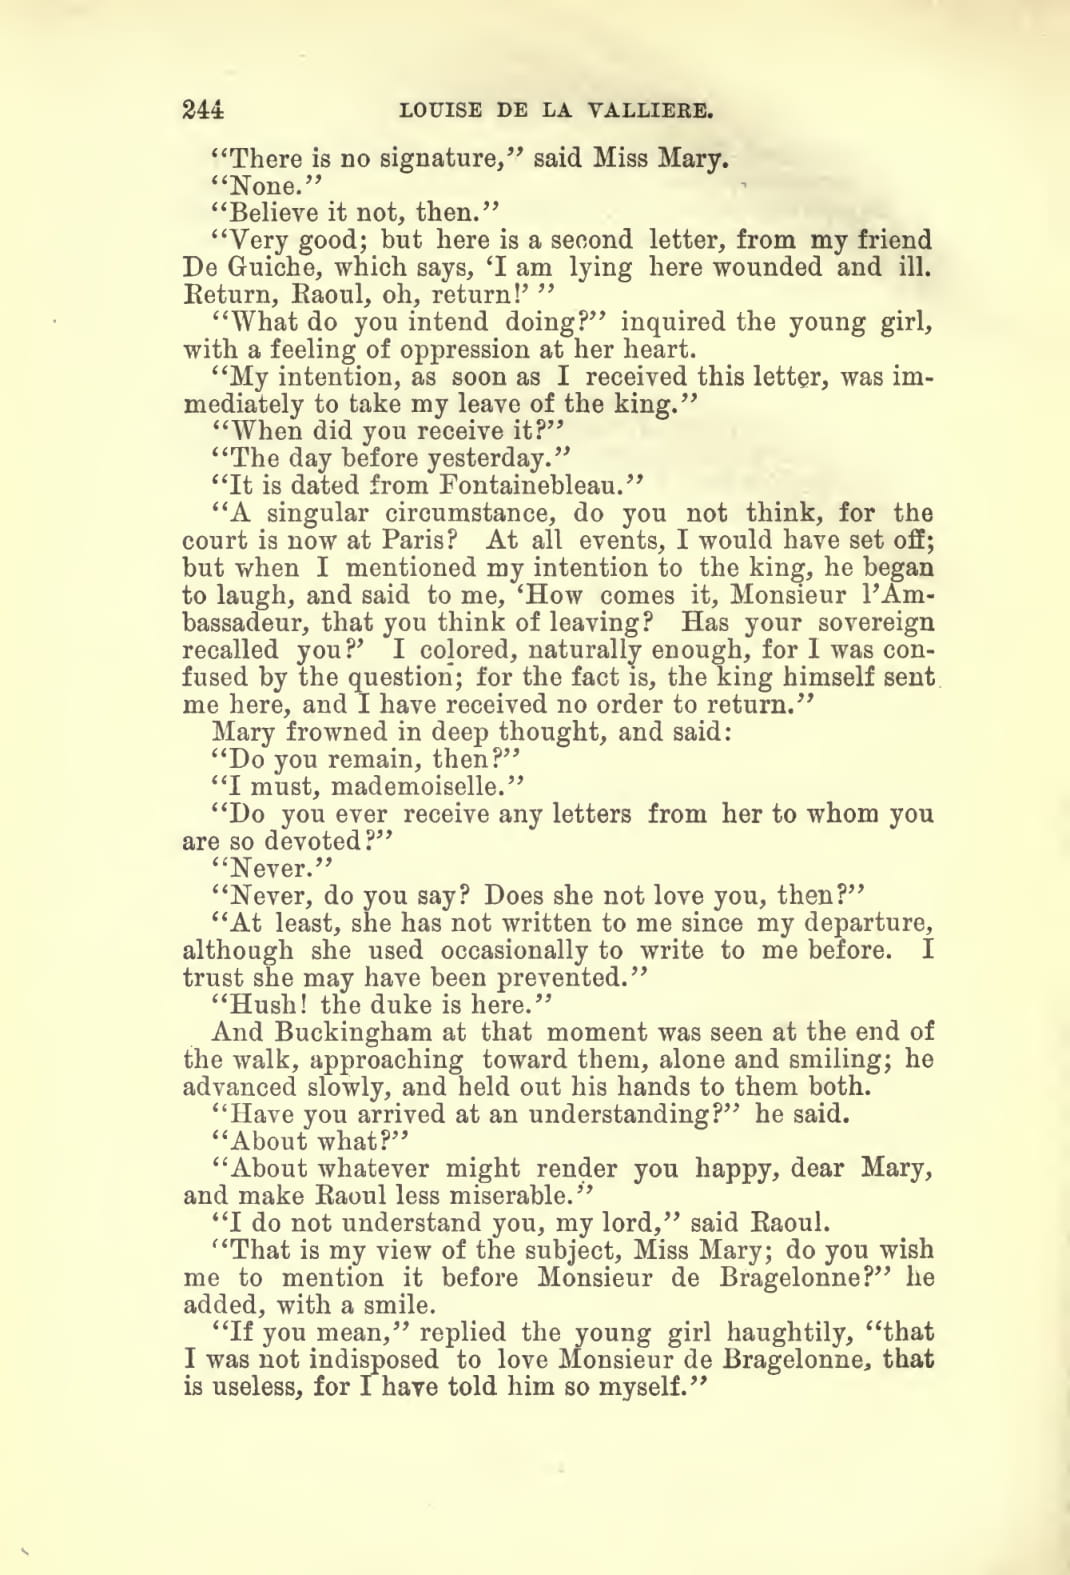 244 LOUISE DE LA VALLIERE.
“There is no signature,” said Miss Mary.
“None.”
“Believe it not, then.”
“Very good; but here is a second letter, from my friend
De Guiche, which says, ‘I am lying here wounded and ill.
Return, Raoul, oh, return!’ ”
“What do you intend doing?” inquired the young girl,
with a feeling of oppression at her heart.
“My intention, as soon as I received this letter, was im-
mediately to take my leave of the king.”
“When did you receive it?”
“The day before yesterday.”
“It is dated from Fontainebleau.”
“A singular circumstance, do you not think, for the
court is now at Paris? At all events, I would have set off;
but when I mentioned my intention to the king, he began
to laugh, and said to me, ‘How comes it, Monsieur l’Am-
bassadeur, that you think of leaving? Has your sovereign
recalled you?’ I colored, naturally enough, for I was con-
fused by the question; for the fact is, the king himself sent
me here, and I have received no order to return.”
Mary frowned in deep thought, and said:
“Do you remain, then?”
“I must, mademoiselle.”
“Do you ever receive any letters from her to whom you
are so devoted?”
“Never.”
“Never, do you say? Does she not love you, then?”
“At least, she has not written to me since my departure,
although she used occasionally to write to me before. I
trust she may have been prevented.”
“Hush! the duke is here.”
And Buckingham at that moment was seen at the end of
the walk, approaching toward them, alone and smiling; he
advanced slowly, and held out his hands to them both.
“Have you arrived at an understanding?” he said.
“About what?”
“About whatever might render you happy, dear Mary,
and make Raoul less miserable.”
“I do not understand you, my lord,” said Raoul.
“That is my view of the subject, Miss Mary; do you wish
me to mention it before Monsieur de Bragelonne?” he
added, with a smile.
“If you mean,” replied the young girl haughtily, “that
I was not indisposed to love Monsieur de Bragelonne, that
is useless, for I have told him so myself.”